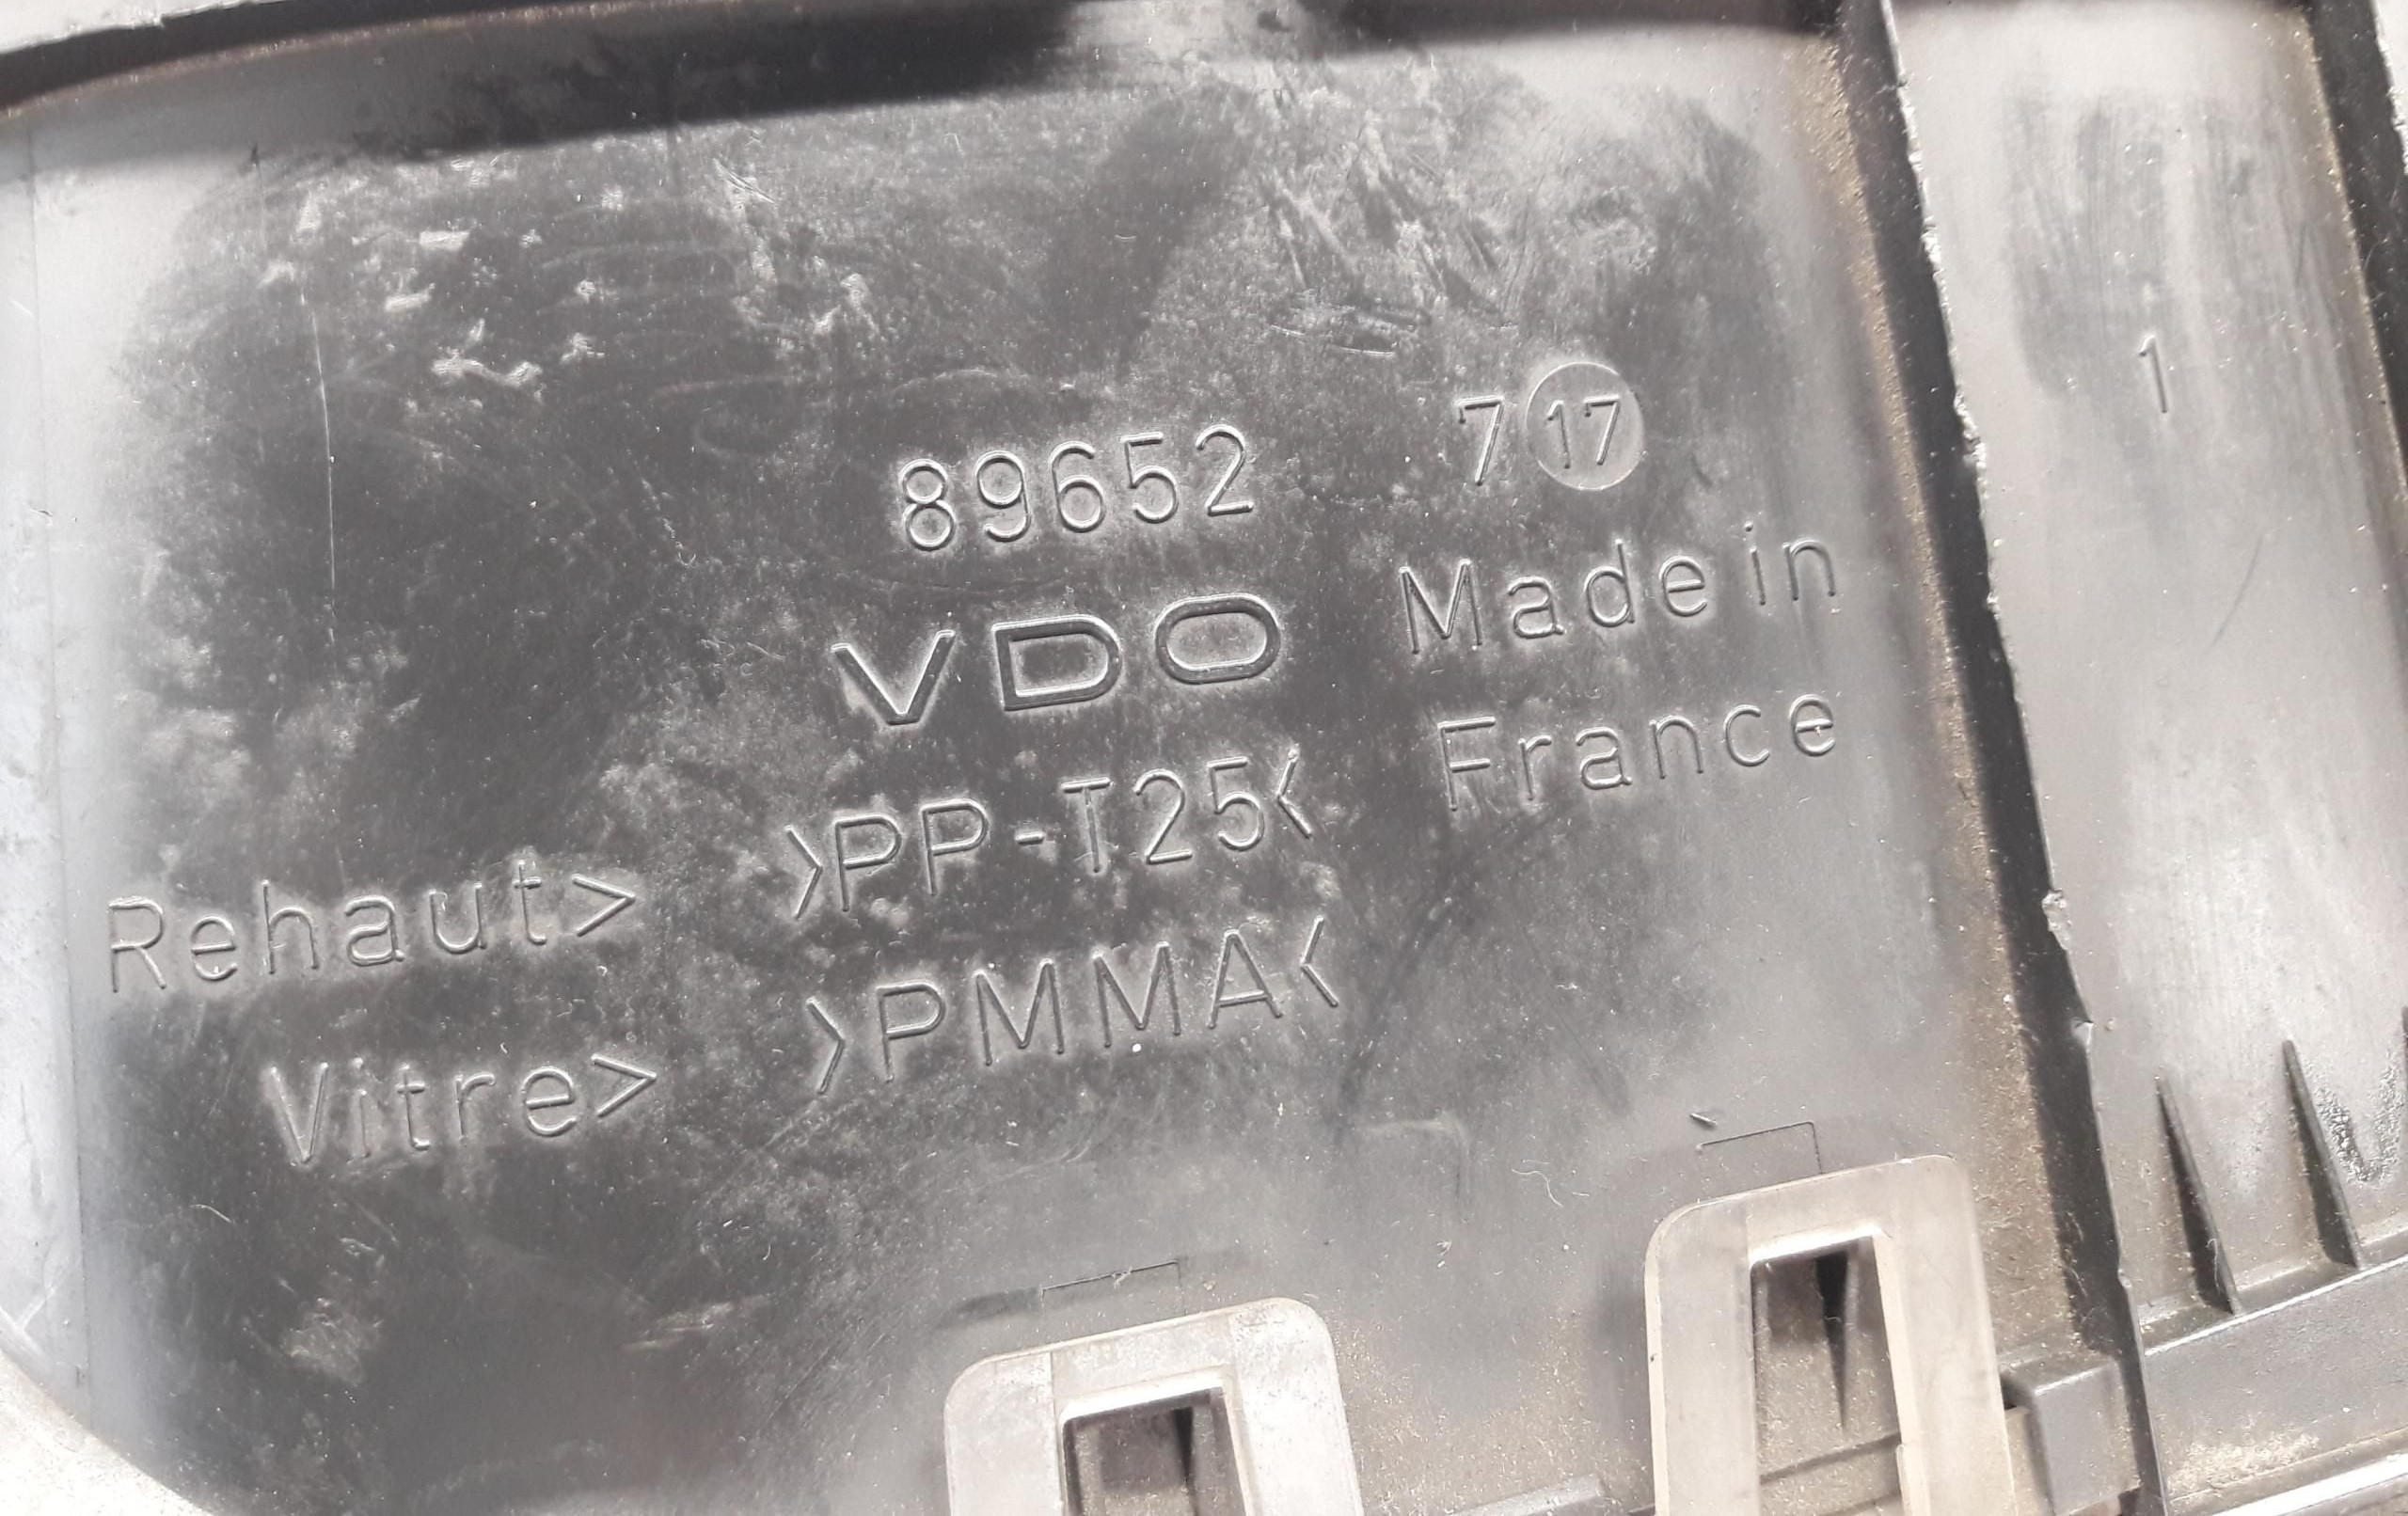 89652 7 17
VDO Made in
>PP-T25< France
Rehaut>
>PMMA<
Vitre>
1